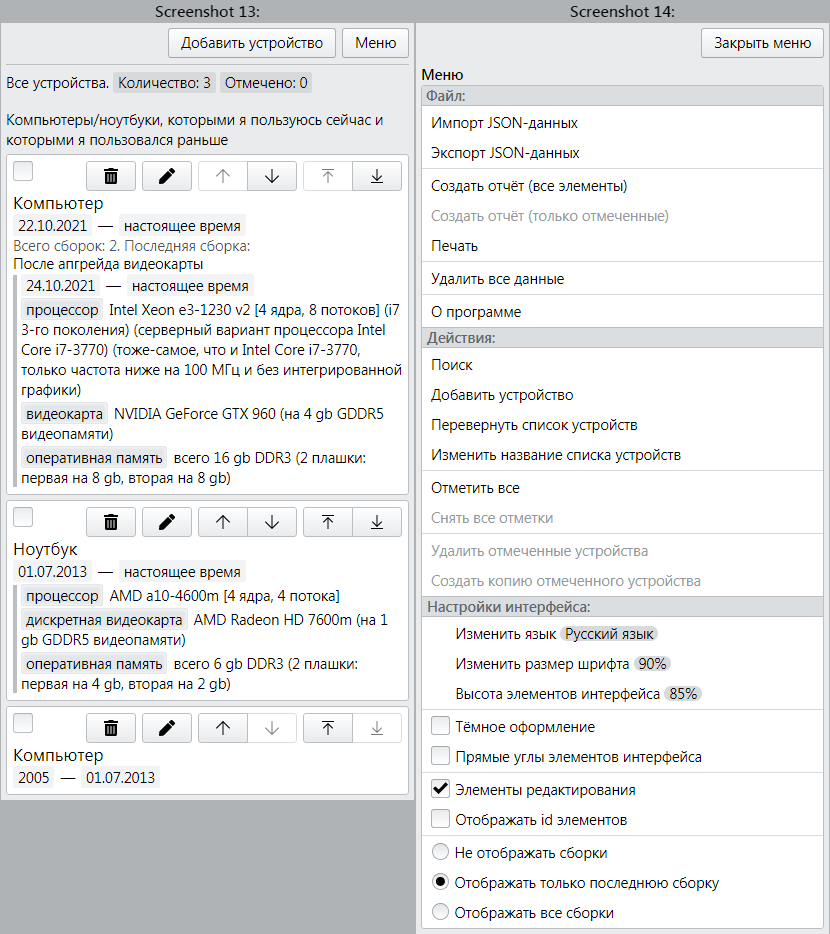 Screenshot 13:
Добавить устройство
Меню
Все устройства. Количество: 3 Отмечено: 0
Компьютеры/ноутбуки, которыми я пользуюсь сейчас и
которыми я пользовался раньше
Компьютер
22.10.2021 — настоящее время
Всего сборок: 2. Последняя сборка:
После апгрейда видеокарты
24.10.2021 — настоящее время
процессор Intel Xeon e3-1230 v2 [4 ядра, 8 потоков] (i7
3-го поколения) (серверный вариант процессора Intel
Core i7-3770) (тоже-самое, что и Intel Core i7-3770,
только частота ниже на 100 МГц и без интегрированной
графики)
видеокарта NVIDIA GeForce GTX 960 (на 4 gb GDDR5
видеопамяти)
оперативная память всего 16 gb DDR3 (2 плашки:
первая на 8 gb, вторая на 8 gb)
Ноутбук
01.07.2013 — настоящее время
процессор AMD a10-4600m [4 ядра, 4 потока]
дискретная видеокарта AMD Radeon HD 7600m (на 1
gb GDDR5 видеопамяти)
оперативная память всего 6 gb DDR3 (2 плашки:
первая на 4 gb, вторая на 2 gb)
Компьютер
2005 — 01.07.2013
Screenshot 14:
Закрыть меню
Меню
Файл:
Импорт JSON-данных
Экспорт JSON-данных
Создать отчёт (все элементы)
Создать отчёт (только отмеченные)
Печать
Удалить все данные
О программе
Действия:
Поиск
Добавить устройство
Перевернуть список устройств
Изменить название списка устройств
Отметить все
Снять все отметки
Удалить отмеченные устройства
Создать копию отмеченного устройства
Настройки интерфейса:
Изменить язык Русский язык
Изменить размер шрифта 90%
Высота элементов интерфейса 85%
Тёмное оформление
Прямые углы элементов интерфейса
Элементы редактирования
Отображать id элементов
Не отображать сборки
Отображать только последнюю сборку
Отображать все сборки